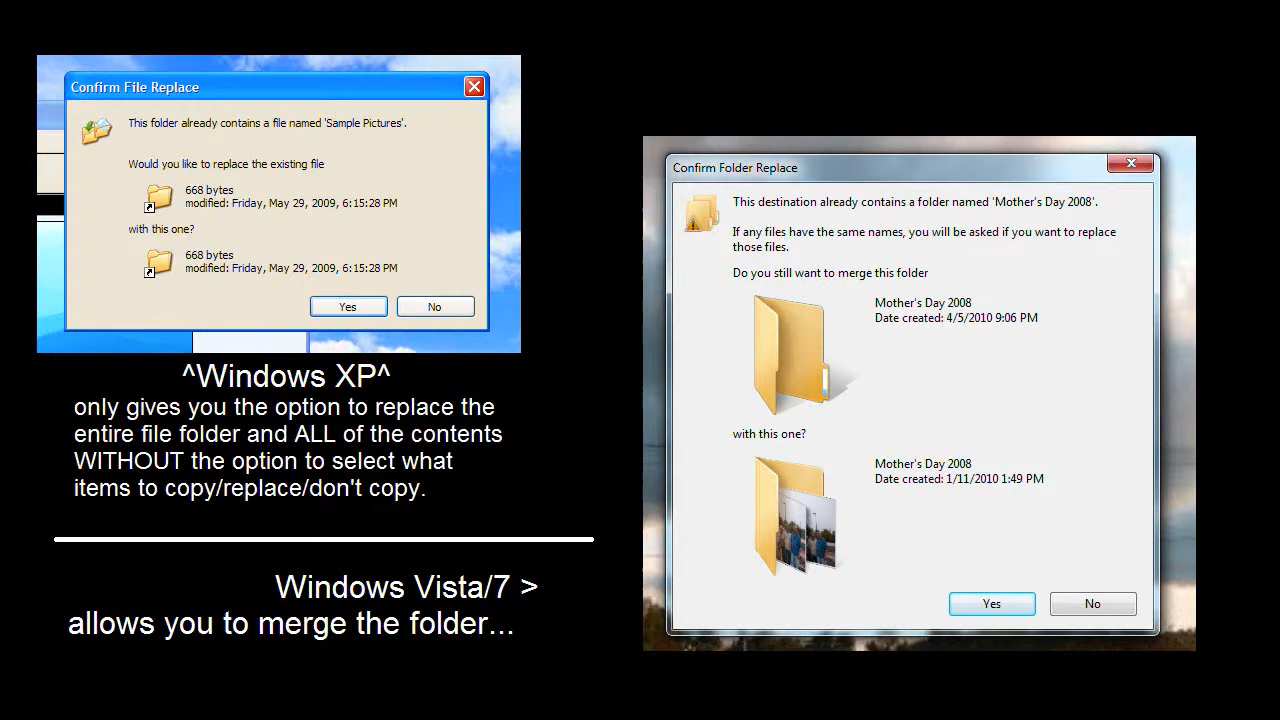 Confirm File Replace
This folder already contains a file named 'Sample Pictures'.
Would you like to replace the existing file
668 bytes
modified: Friday, May 29, 2009, 6:15:28 PM
with this one?
668 bytes
modified: Friday, May 29, 2009, 6:15:28 PM
Yes No
^Windows XP^
only gives you the option to replace the
entire file folder and ALL of the contents
WITHOUT the option to select what
items to copy/replace/don't copy.
Windows Vista/7 >
allows you to merge the folder...
Confirm Folder Replace
This destination already contains a folder named 'Mother's Day 2008'.
If any files have the same names, you will be asked if you want to replace
those files.
Do you still want to merge this folder
Mother's Day 2008
Date created: 4/5/2010 9:06 PM
with this one?
Mother's Day 2008
Date created: 1/11/2010 1:49 PM
Yes No